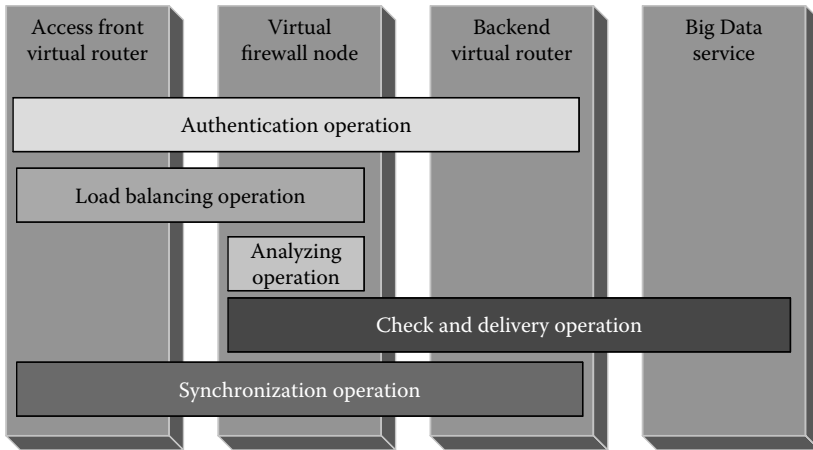 Access front
virtual router
Virtual
firewall node
Backend
virtual router
Big Data
service
Authentication operation
Load balancing operation
Analyzing
operation
Check and delivery operation
Synchronization operation